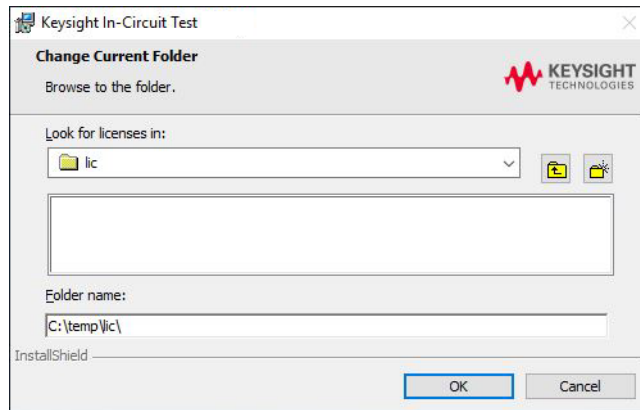 Keysight In-Circuit Test
Change Current Folder
Browse to the folder.
KEYSIGHT
TECHNOLOGIES
Look for licenses in:
lic
Folder name:
C:\temp\lic\
InstallShield
OK Cancel